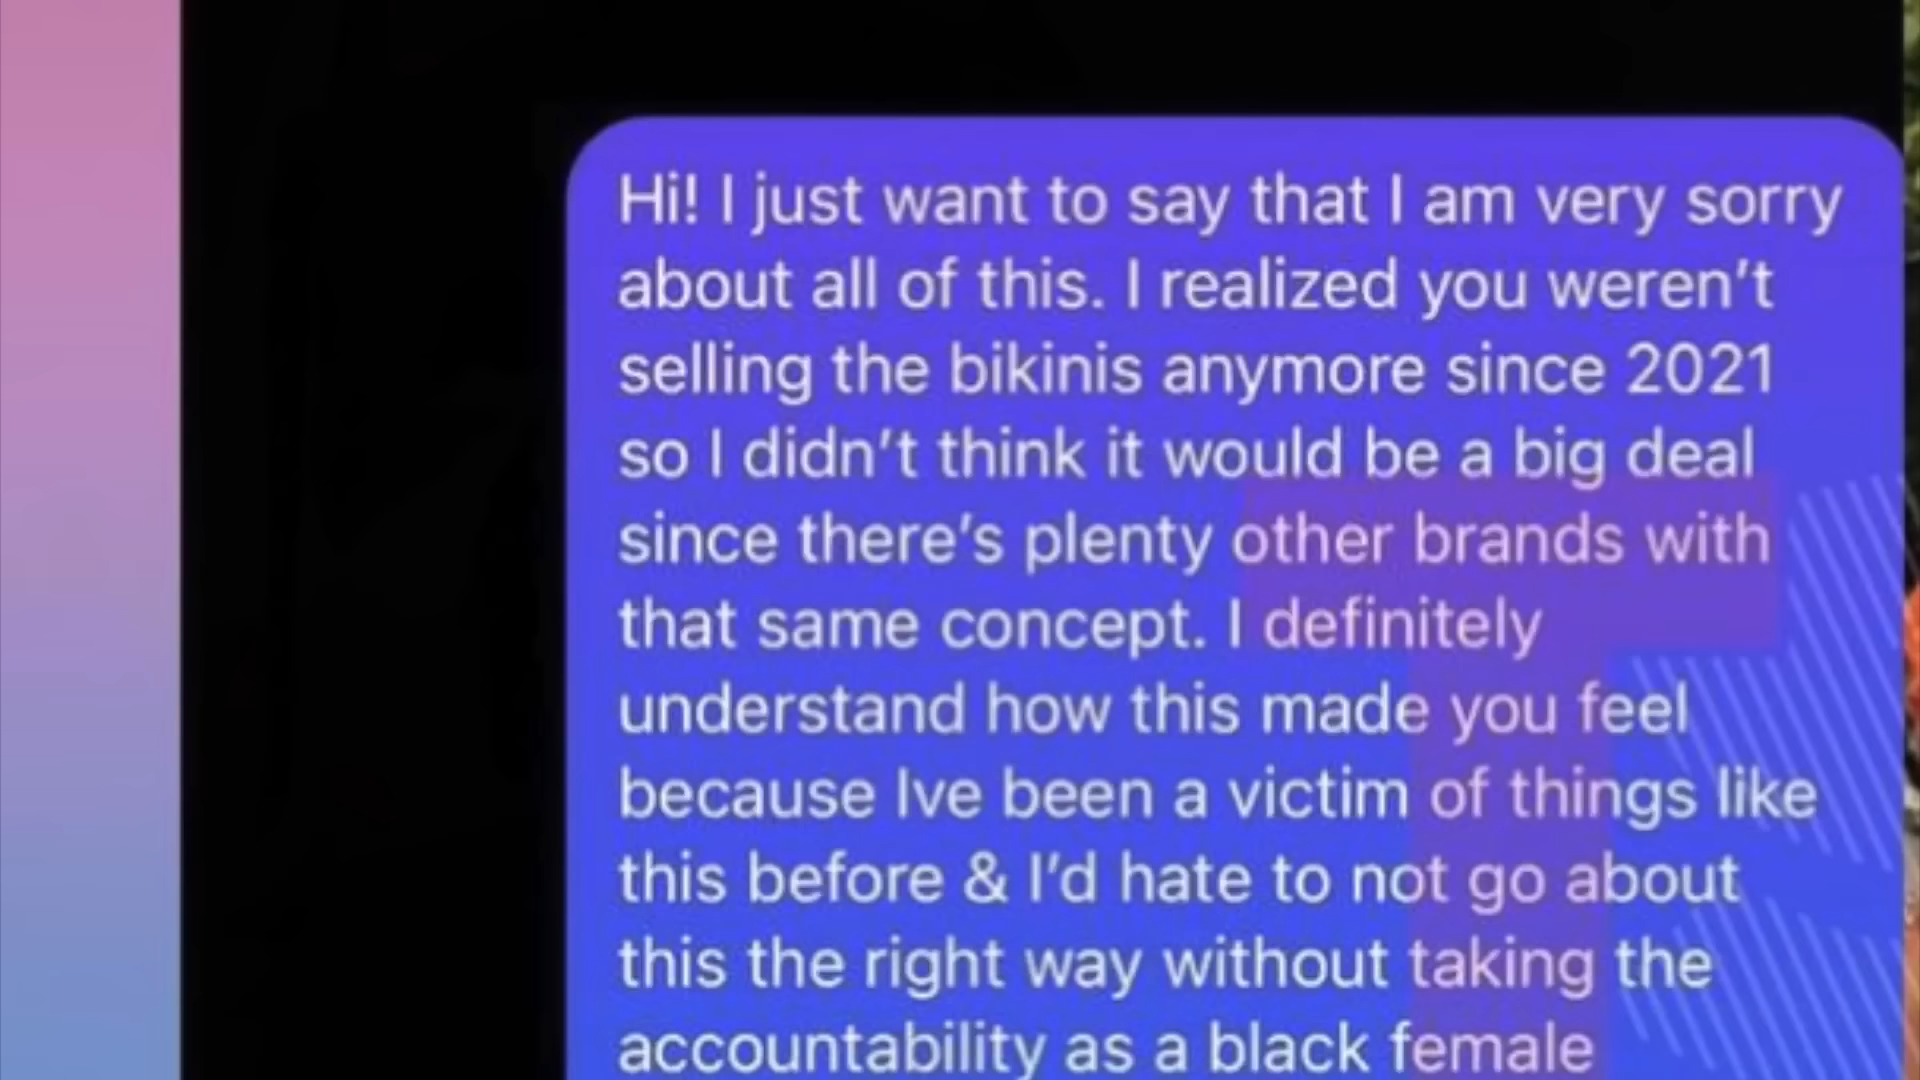 Hi! I just want to say that I am very sorry
about all of this. I realized you weren't
selling the bikinis anymore since 2021
so I didn't think it would be a big deal
since there's plenty other brands with
that same concept. I definitely
understand how this made you feel
because Ive been a victim of things like
this before & I'd hate to not go about
this the right way without taking the
accountability as a black female